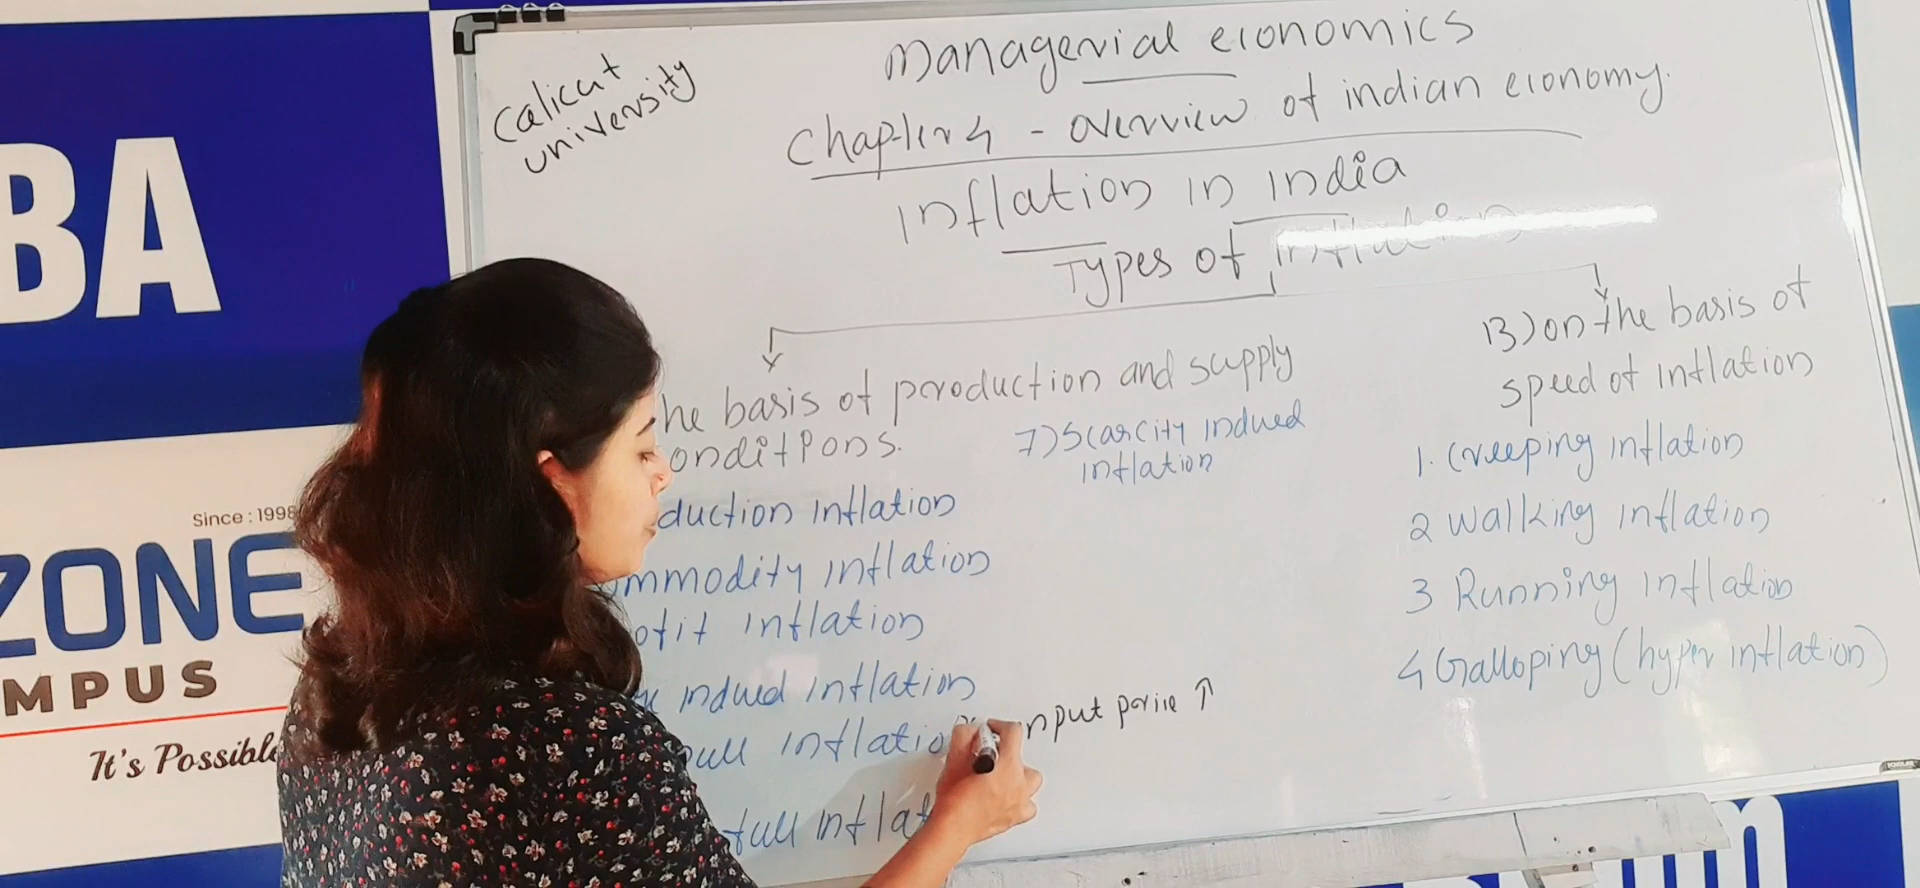 calicut
university
Managerial economics
Chapter 4 - overview of indian economy.
Inflation in india
Types of inflation
he basis of production and supply
onditions.
duction inflation
mmodity inflation
ofit inflation
indued inflation
pull inflation
input price ↑
full inflat
7) Scarcity indued
inflation
B) on the basis of
speed of inflation
1. Creeping inflation
2 walking inflation
3 Running inflation
4 Galloping (hyper inflation)
BA
Since : 1998
ZONE
MPUS
It's Possible